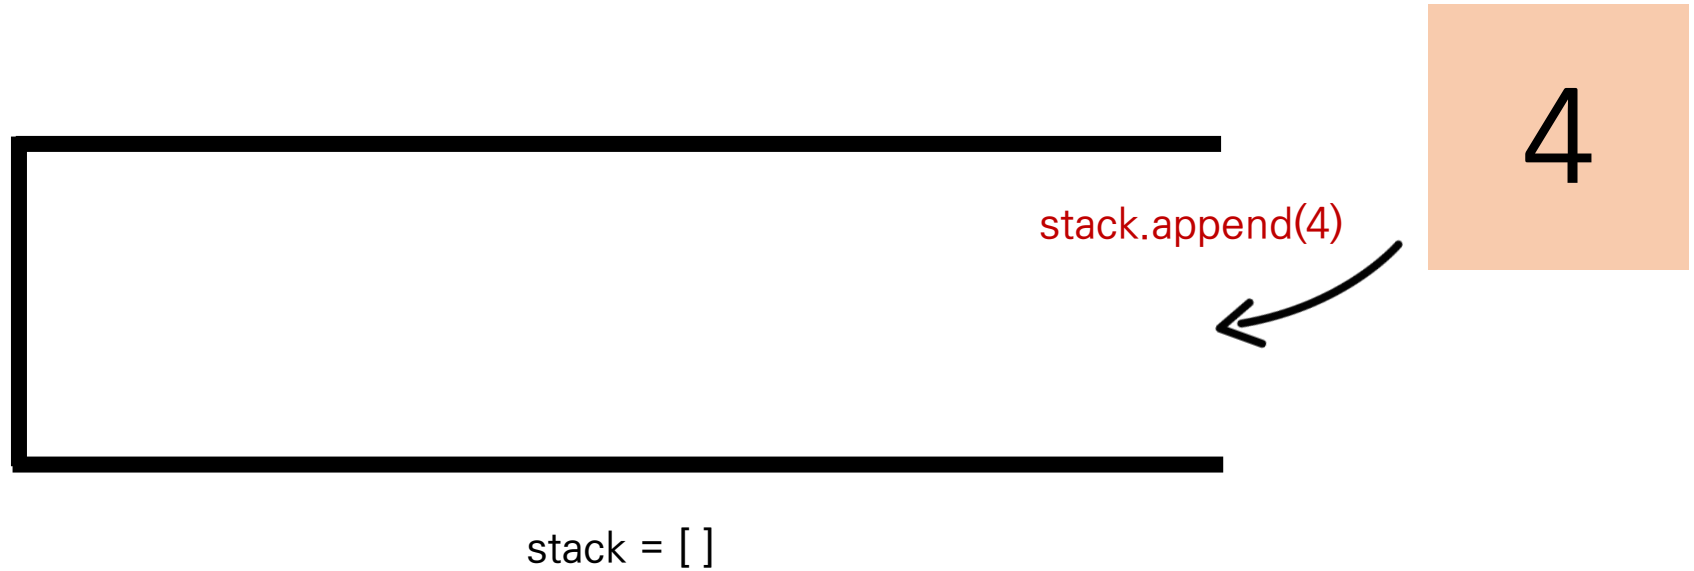 4
stack.append(4)
stack = [ ]